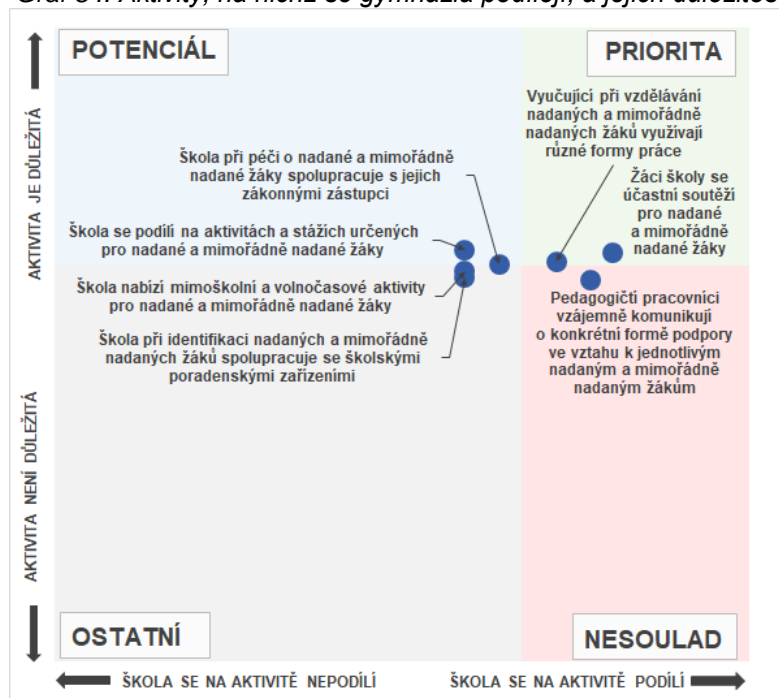 POTENCIÁL
PRIORITA
Vyučující při vzdělávání
nadaných a mimořádně
nadaných žáků využívají
různé formy práce
Škola při péči o nadané a mimořádně
nadané žáky spolupracuje s jejich
zákonnými zástupci
Žáci školy se
účastní soutěží
pro nadané
a mimořádně
nadané žáky
Škola se podílí na aktivitách a stážích určených
pro nadané a mimořádně nadané žáky
Škola nabízí mimoškolní a volnočasové aktivity
pro nadané a mimořádně nadané žáky
Škola při identifikaci nadaných a mimořádně
nadaných žáků spolupracuje se školskými
poradenskými zařízeními
Pedagogičtí pracovníci
vzájemně komunikují
o konkrétní formě podpory
ve vztahu k jednotlivým
nadaným a mimořádně
nadaným žákům
AKTIVITA JE DŮLEŽITÁ
AKTIVITA NENÍ DŮLEŽITÁ
OSTATNÍ
NESOULAD
ŠKOLA SE NA AKTIVITĚ NEPODÍLÍ
ŠKOLA SE NA AKTIVITĚ PODÍLÍ